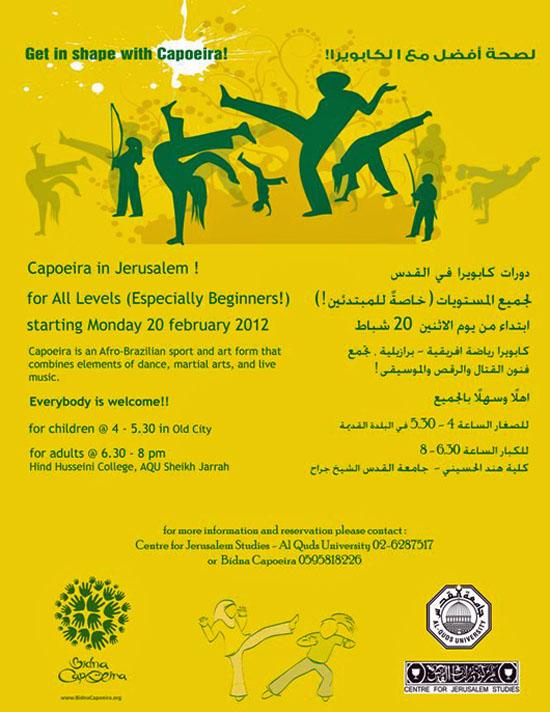 Get in shape with Capoeira!
لصحة أفضل مع الكابويرا!
Capoeira in Jerusalem !
for All Levels (Especially Beginners!)
starting Monday 20 february 2012
Capoeira is an Afro-Brazilian sport and art form that
combines elements of dance, martial arts, and live
music.
Everybody is welcome!!
for children @ 4 - 5.30 in Old City
for adults @ 6.30 - 8 pm
Hind Husseini College, AQU Sheikh Jarrah
دورات كابويرا في القدس
لجميع المستويات (خاصةً للمبتدئين!)
ابتداء من يوم الاثنين 20 شباط
كابويرا رياضة افريقية - برازيلية , تجمع
فنون القتال والرقص والموسيقى!
اهلًا وسهلًا بالجميع
للصغار الساعة 4 - 5.30 في البلدة القديمة
للكبار الساعة 6.30 - 8
كلية هند الحسيني - جامعة القدس الشيخ جراح
for more information and reservation please contact :
Centre for Jerusalem Studies - Al Quds University 02-6287517
or Bidna Capoeira 0595818226
Bidna
Capoeira
www.BidnaCapoeira.org
جامعة القدس
AL-QUDS UNIVERSITY
CENTRE FOR JERUSALEM STUDIES